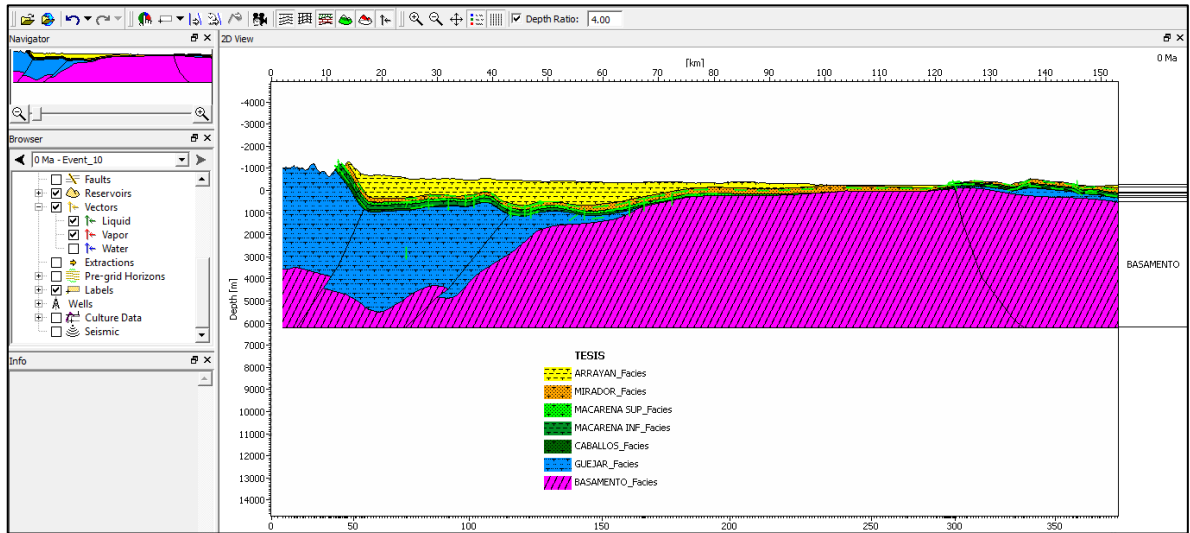 Depth Ratio: 4.00
Navigator
2D View
[km]
0 Ma
0 10 20 30 40 50 60 70 80 90 100 110 120 130 140 150
Browser
0 Ma - Event_10
Faults
Reservoirs
Vectors
Liquid
Vapor
Water
Extractions
Pre-grid Horizons
Labels
Wells
Culture Data
Seismic
Info
Depth [m]
-4000
-3000
-2000
-1000
0
1000
2000
3000
4000
5000
6000
7000
8000
9000
10000
11000
12000
13000
14000
BASAMENTO
TESIS
ARRAYAN_Facies
MIRADOR_Facies
MACARENA SUP_Facies
MACARENA INF_Facies
CABALLOS_Facies
GUEJAR_Facies
BASAMENTO_Facies
0 50 100 150 200 250 300 350